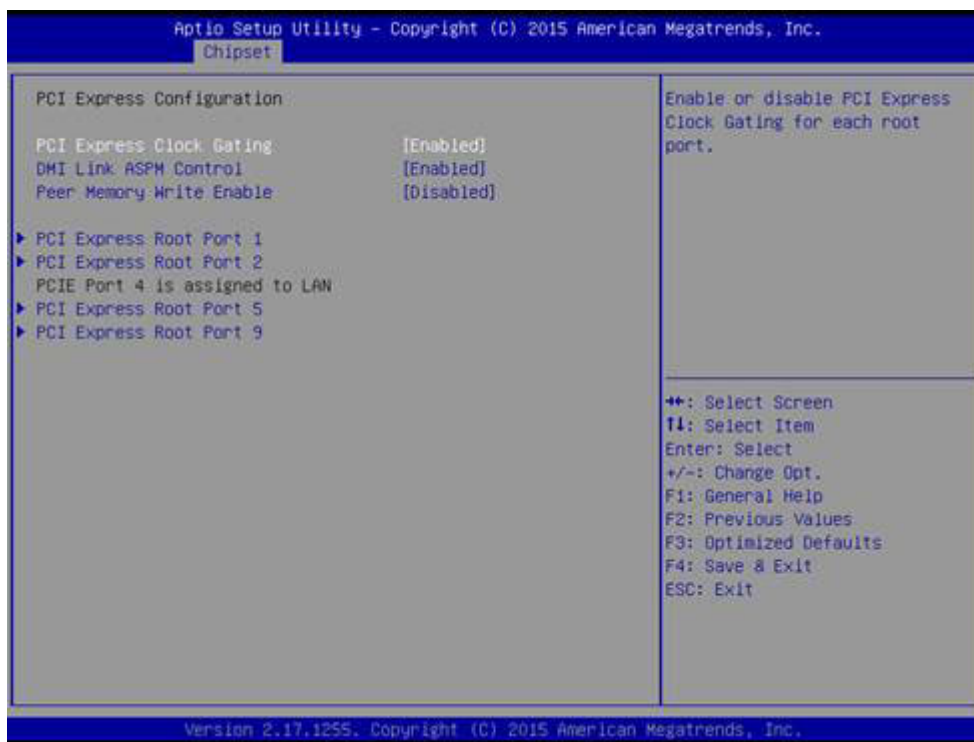 Aptio Setup Utility - Copyright (C) 2015 American Megatrends, Inc.
Chipset
PCI Express Configuration
PCI Express Clock Gating [Enabled]
DMI Link ASPM Control [Enabled]
Peer Memory Write Enable [Disabled]
PCI Express Root Port 1
PCI Express Root Port 2
PCIE Port 4 is assigned to LAN
PCI Express Root Port 5
PCI Express Root Port 9
Enable or disable PCI Express
Clock Gating for each root
port.
→←: Select Screen
↑↓: Select Item
Enter: Select
+/-: Change Opt.
F1: General Help
F2: Previous Values
F3: Optimized Defaults
F4: Save & Exit
ESC: Exit
Version 2.17.1255. Copyright (C) 2015 American Megatrends, Inc.